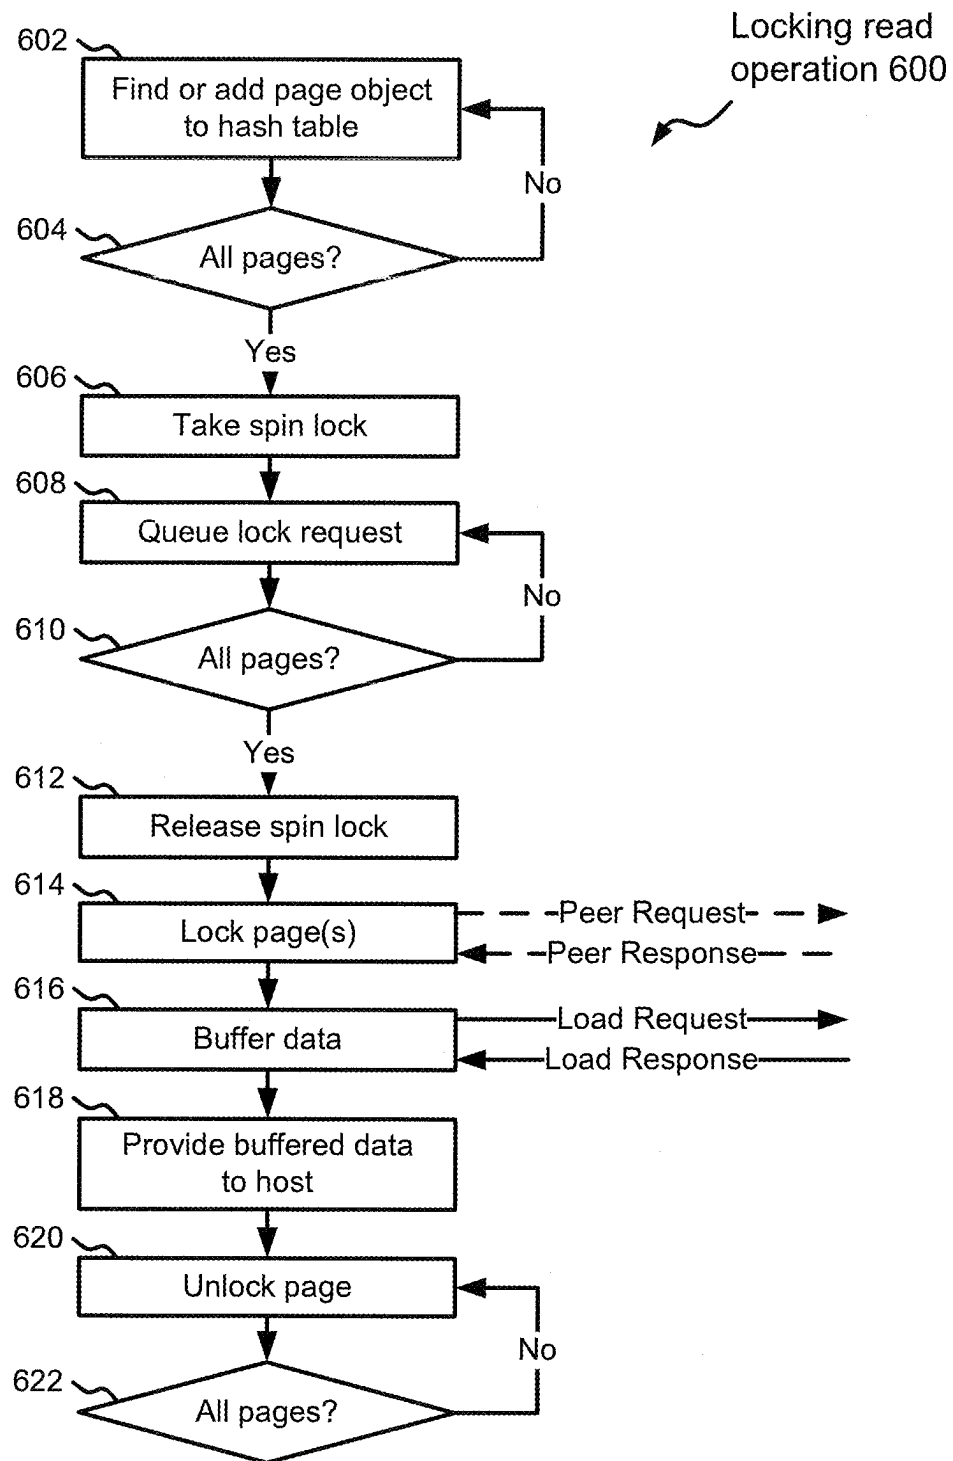 Locking read
operation 600
602
Find or add page object
to hash table
No
604
All pages?
Yes
606
Take spin lock
608
Queue lock request
No
610
All pages?
Yes
612
Release spin lock
614
Lock page(s)
Peer Request
Peer Response
616
Buffer data
Load Request
Load Response
618
Provide buffered data
to host
620
Unlock page
No
622
All pages?